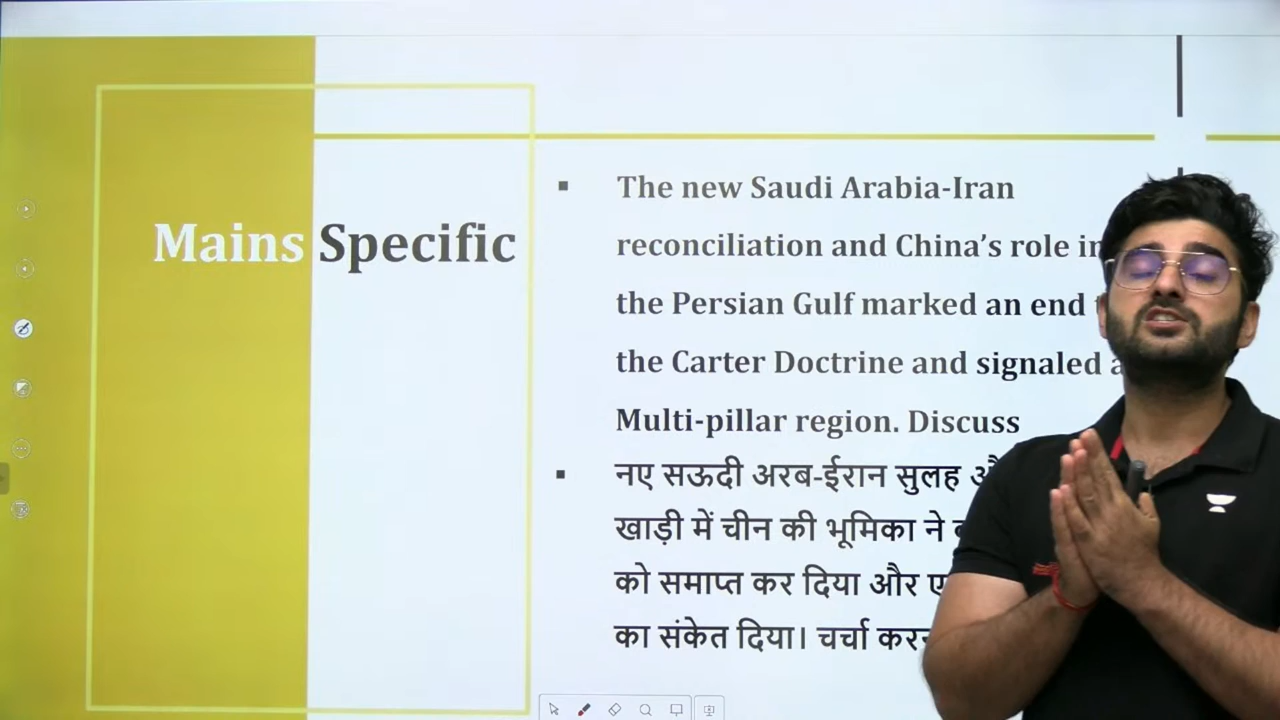 Mains Specific
▪ The new Saudi Arabia-Iran
reconciliation and China’s role in
the Persian Gulf marked an end
the Carter Doctrine and signaled a
Multi-pillar region. Discuss
▪ नए सऊदी अरब-ईरान सुलह
खाड़ी में चीन की भूमिका ने
को समाप्त कर दिया और
का संकेत दिया। चर्चा